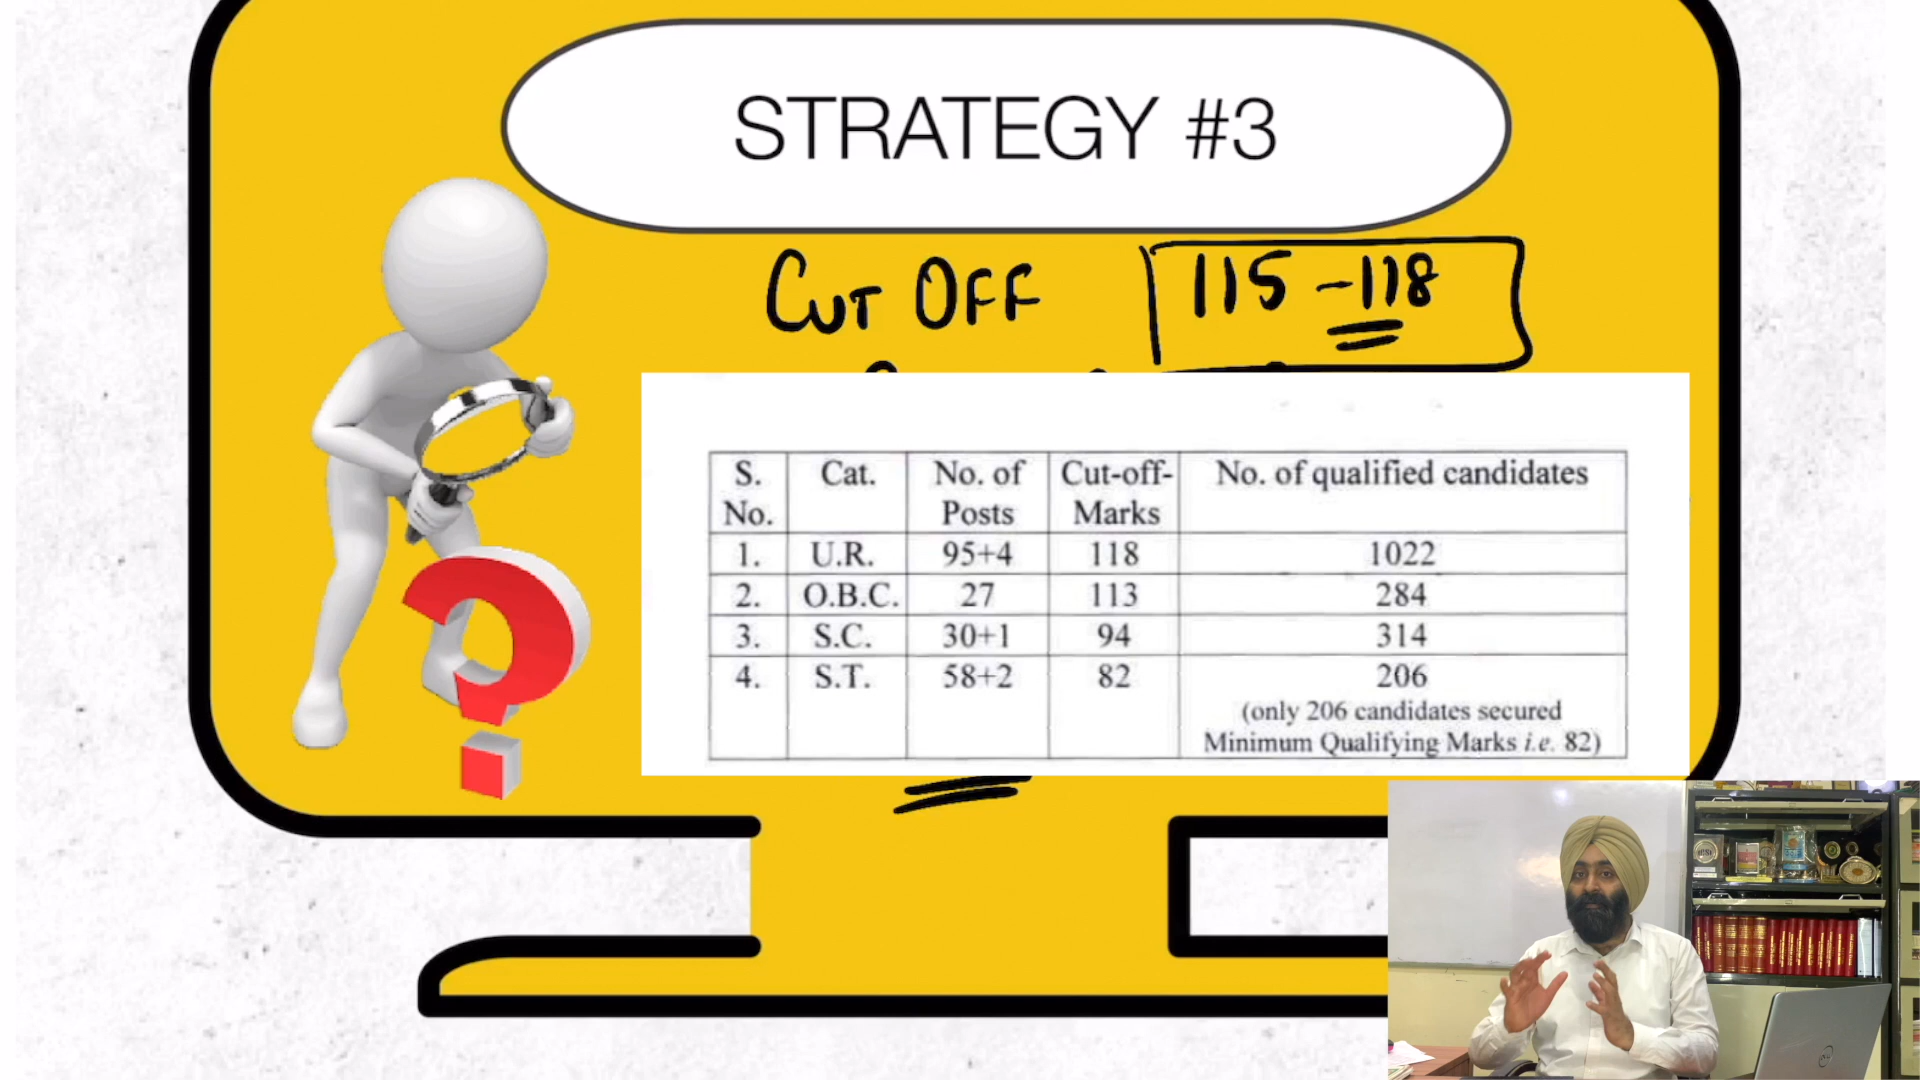 STRATEGY #3
CUT OFF 115 - 118
S. No. Cat. No. of Posts Cut-off-Marks No. of qualified candidates
1. U.R. 95+4 118 1022
2. O.B.C. 27 113 284
3. S.C. 30+1 94 314
4. S.T. 58+2 82 206
(only 206 candidates secured
Minimum Qualifying Marks i.e. 82)